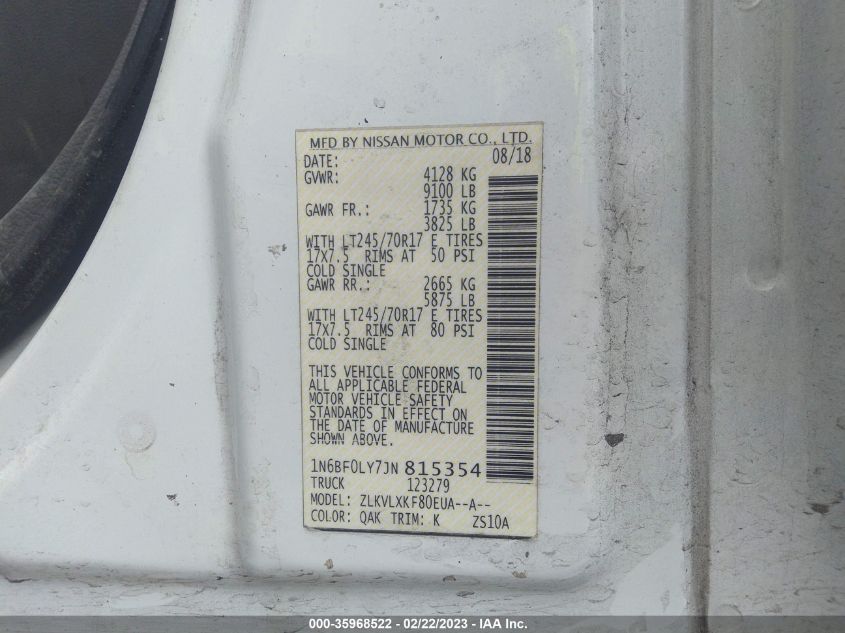 MFD BY NISSAN MOTOR CO., LTD.
DATE: 08/18
GVWR: 4128 KG
9100 LB
GAWR FR.: 1735 KG
3825 LB
WITH LT245/70R17 E TIRES
17X7.5 RIMS AT 50 PSI
COLD SINGLE
GAWR RR.: 2665 KG
5875 LB
WITH LT245/70R17 E TIRES
17X7.5 RIMS AT 80 PSI
COLD SINGLE
THIS VEHICLE CONFORMS TO
ALL APPLICABLE FEDERAL
MOTOR VEHICLE SAFETY
STANDARDS IN EFFECT ON
THE DATE OF MANUFACTURE
SHOWN ABOVE.
1N6BF0LY7JN815354
TRUCK 123279
MODEL: ZLKVLXKF80EUA--A--
COLOR: QAK TRIM: K ZS10A
000-35968522 - 02/22/2023 - IAA Inc.